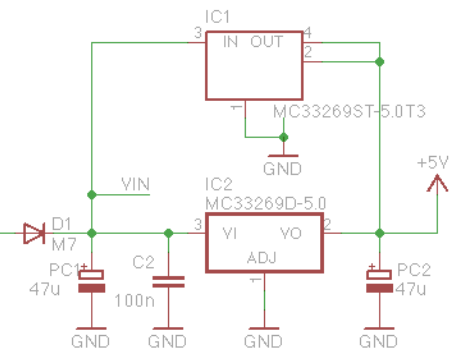 IC1
3 IN OUT 4
2
1
MC33269ST-5.0T3
GND
+5V
VIN
IC2
MC33269D-5.0
D1
M7
3 VI VO 2
ADJ
1
PC1
47u
C2
100n
PC2
47u
GND GND GND GND